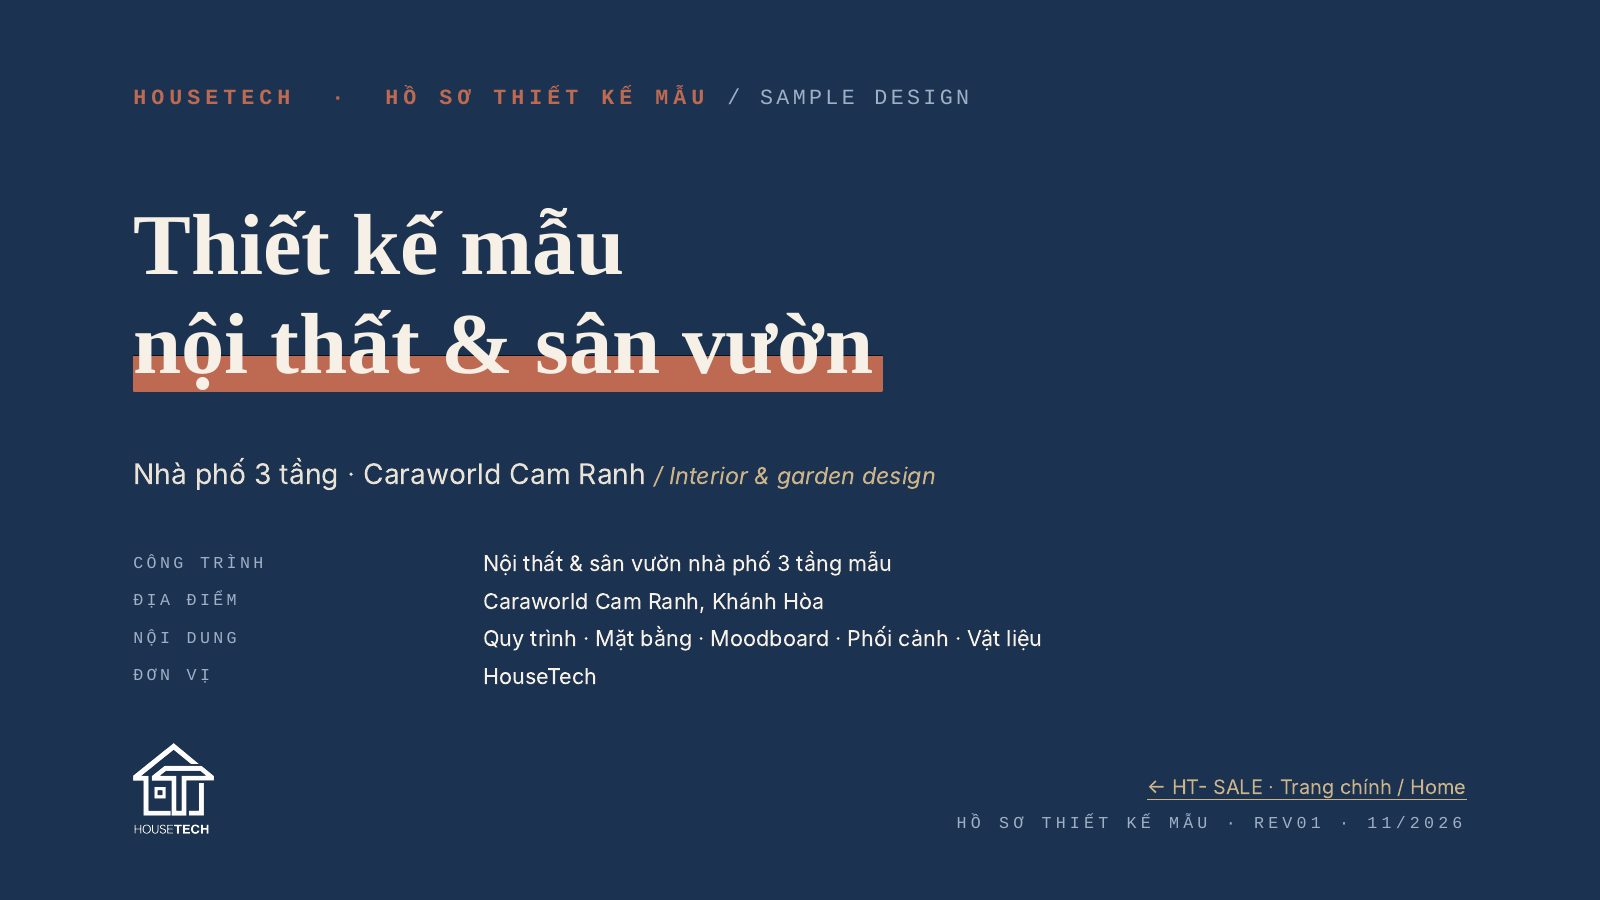 HOUSETECH · HỒ SƠ THIẾT KẾ MẪU / SAMPLE DESIGN
Thiết kế mẫu
nội thất & sân vườn
Nhà phố 3 tầng · Caraworld Cam Ranh / Interior & garden design
CÔNG TRÌNH Nội thất & sân vườn nhà phố 3 tầng mẫu
ĐỊA ĐIỂM Caraworld Cam Ranh, Khánh Hòa
NỘI DUNG Quy trình · Mặt bằng · Moodboard · Phối cảnh · Vật liệu
ĐƠN VỊ HouseTech
HOUSETECH
← HT- SALE · Trang chính / Home
HỒ SƠ THIẾT KẾ MẪU · REV01 · 11/2026